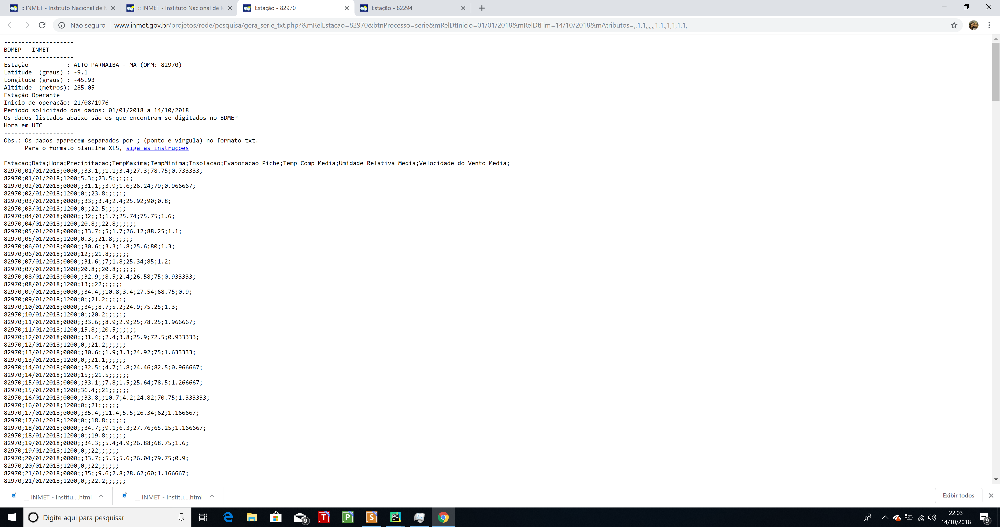 :: INMET - Instituto Nacional de
:: INMET - Instituto Nacional de
Estação - 82970
Estação - 82294
Não seguro
www.inmet.gov.br/projetos/rede/pesquisa/gera_serie_txt.php?&mRelEstacao=82970&btnProcesso=serie&mRelDtInicio=01/01/2018&mRelDtFim=14/10/2018&mAtributos=,,1,1,,,,,,1,1,,1,1,1,1,
--------------------
BDMEP - INMET
--------------------
Estação           : ALTO PARNAIBA - MA (OMM: 82970)
Latitude  (graus) : -9.1
Longitude (graus) : -45.93
Altitude  (metros): 285.05
Estação Operante
Inicio de operação: 21/08/1976
Periodo solicitado dos dados: 01/01/2018 a 14/10/2018
Os dados listados abaixo são os que encontram-se digitados no BDMEP
Hora em UTC
--------------------
Obs.: Os dados aparecem separados por ; (ponto e vírgula) no formato txt.
      Para o formato planilha XLS, siga as instruções
--------------------
Estacao;Data;Hora;Precipitacao;TempMaxima;TempMinima;Insolacao;Evaporacao Piche;Temp Comp Media;Umidade Relativa Media;Velocidade do Vento Media;
82970;01/01/2018;0000;;33.1;;1.1;3.4;27.3;78.75;0.733333;
82970;01/01/2018;1200;5.3;;23.5;;;;;;
82970;02/01/2018;0000;;31.1;;3.9;1.6;26.24;79;0.966667;
82970;02/01/2018;1200;0;;23.8;;;;;;
82970;03/01/2018;0000;;33;;3.4;2.4;25.92;90;0.8;
82970;03/01/2018;1200;0;;22.5;;;;;;
82970;04/01/2018;0000;;32;;3;1.7;25.74;75.75;1.6;
82970;04/01/2018;1200;20.8;;22.8;;;;;;
82970;05/01/2018;0000;;33.7;;5;1.7;26.12;88.25;1.1;
82970;05/01/2018;1200;0.3;;21.8;;;;;;
82970;06/01/2018;0000;;30.6;;3.3;1.8;25.6;80;1.3;
82970;06/01/2018;1200;12;;21.8;;;;;;
82970;07/01/2018;0000;;31.6;;7;1.8;25.34;85;1.2;
82970;07/01/2018;1200;20.8;;20.8;;;;;;
82970;08/01/2018;0000;;32.9;;8.5;2.4;26.58;75;0.933333;
82970;08/01/2018;1200;13;;22;;;;;;
82970;09/01/2018;0000;;34.4;;10.8;3.4;27.54;68.75;0.9;
82970;09/01/2018;1200;0;;21.2;;;;;;
82970;10/01/2018;0000;;34;;8.7;5.2;24.9;75.25;1.3;
82970;10/01/2018;1200;0;;20.2;;;;;;
82970;11/01/2018;0000;;33.6;;8.9;2.9;25;78.25;1.966667;
82970;11/01/2018;1200;15.8;;20.5;;;;;;
82970;12/01/2018;0000;;31.4;;2.4;3.8;25.9;72.5;0.933333;
82970;12/01/2018;1200;0;;21.2;;;;;;
82970;13/01/2018;0000;;30.6;;1.9;3.3;24.92;75;1.633333;
82970;13/01/2018;1200;0;;21.1;;;;;;
82970;14/01/2018;0000;;32.5;;4.7;1.8;24.46;82.5;0.966667;
82970;14/01/2018;1200;15;;21.5;;;;;;
82970;15/01/2018;0000;;33.1;;7.8;1.5;25.64;78.5;1.266667;
82970;15/01/2018;1200;36.4;;21;;;;;;
82970;16/01/2018;0000;;33.8;;10.7;4.2;24.82;70.75;1.333333;
82970;16/01/2018;1200;0;;21;;;;;;
82970;17/01/2018;0000;;35.4;;11.4;5.5;26.34;62;1.166667;
82970;17/01/2018;1200;0;;18.8;;;;;;
82970;18/01/2018;0000;;34.7;;9.1;6.3;27.76;65.25;1.166667;
82970;18/01/2018;1200;0;;19.8;;;;;;
82970;19/01/2018;0000;;34.3;;5.4;4.9;26.88;68.75;1.6;
82970;19/01/2018;1200;0;;22;;;;;;
82970;20/01/2018;0000;;33.7;;5.5;5.6;26.04;79.75;0.9;
82970;20/01/2018;1200;0;;22;;;;;;
82970;21/01/2018;0000;;35;;9.6;2.8;28.62;60;1.166667;
82970;21/01/2018;1200;0;;22.2;;;;;;
__ INMET - Institu....html
__ INMET - Institu....html
Exibir todos
Digite aqui para pesquisar
9
T
P
S
PC
22:03
14/10/2018
9